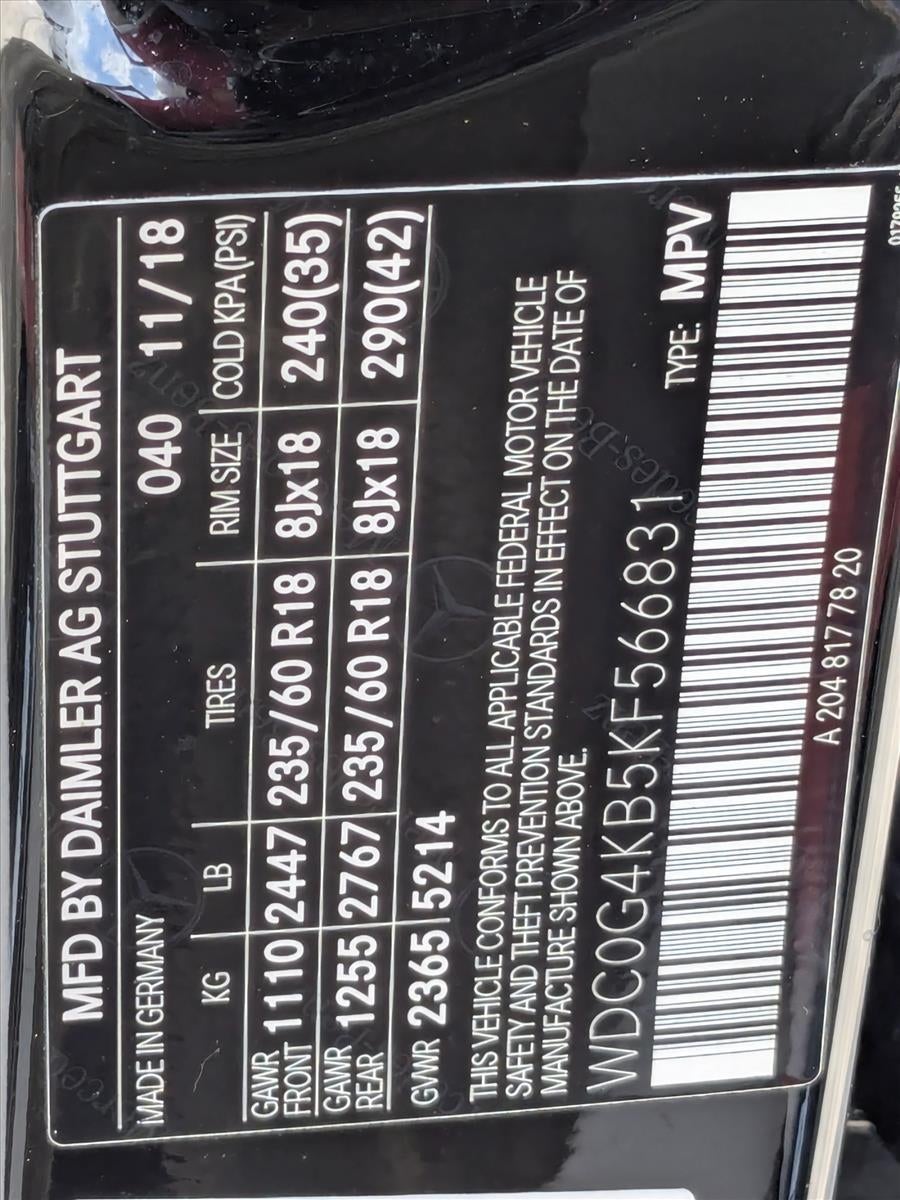 MFD BY DAIMLER AG STUTTGART
MADE IN GERMANY 040 11/18
KG LB TIRES RIM SIZE COLD KPA(PSI)
GAWR FRONT 1110 2447 235/60 R18 8Jx18 240(35)
GAWR REAR 1255 2767 235/60 R18 8Jx18 290(42)
GVWR 2365 5214
THIS VEHICLE CONFORMS TO ALL APPLICABLE FEDERAL MOTOR VEHICLE
SAFETY AND THEFT PREVENTION STANDARDS IN EFFECT ON THE DATE OF
MANUFACTURE SHOWN ABOVE.
WDC0G4KB5KF566831 TYPE: MPV
A 204 817 78 20